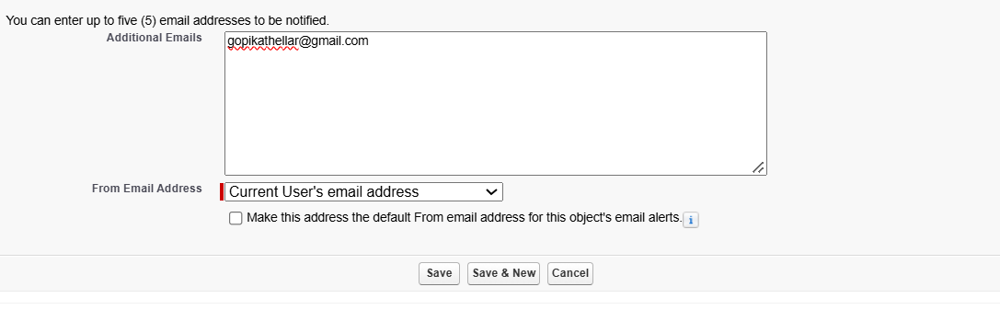 You can enter up to five (5) email addresses to be notified.
Additional Emails
gopikathellar@gmail.com
From Email Address
Current User's email address
Make this address the default From email address for this object's email alerts.
i
Save
Save & New
Cancel